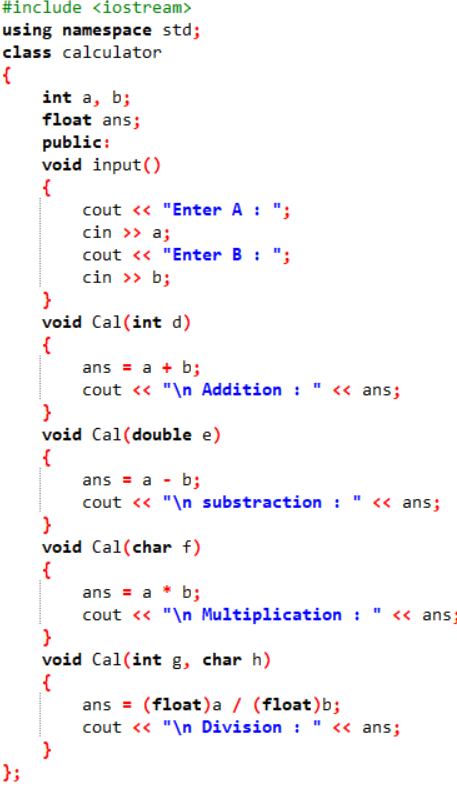 #include <iostream>
using namespace std;
class calculator
{
    int a, b;
    float ans;
    public:
    void input()
    {
        cout << "Enter A : ";
        cin >> a;
        cout << "Enter B : ";
        cin >> b;
    }
    void Cal(int d)
    {
        ans = a + b;
        cout << "\n Addition : " << ans;
    }
    void Cal(double e)
    {
        ans = a - b;
        cout << "\n substraction : " << ans;
    }
    void Cal(char f)
    {
        ans = a * b;
        cout << "\n Multiplication : " << ans;
    }
    void Cal(int g, char h)
    {
        ans = (float)a / (float)b;
        cout << "\n Division : " << ans;
    }
};